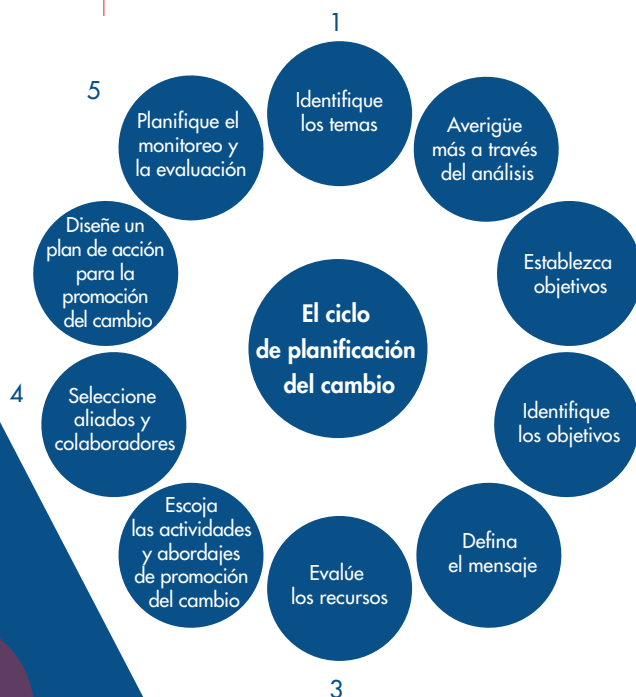 1
Identifique
los temas
Averigüe
más a través
del análisis
Establezca
objetivos
Identifique
los objetivos
Defina
el mensaje
3
Evalúe
los recursos
Escoja
las actividades
y abordajes
de promoción
del cambio
4
Seleccione
aliados y
colaboradores
Diseñe un
plan de acción
para la
promoción
del cambio
5
Planifique el
monitoreo y
la evaluación
El ciclo
de planificación
del cambio